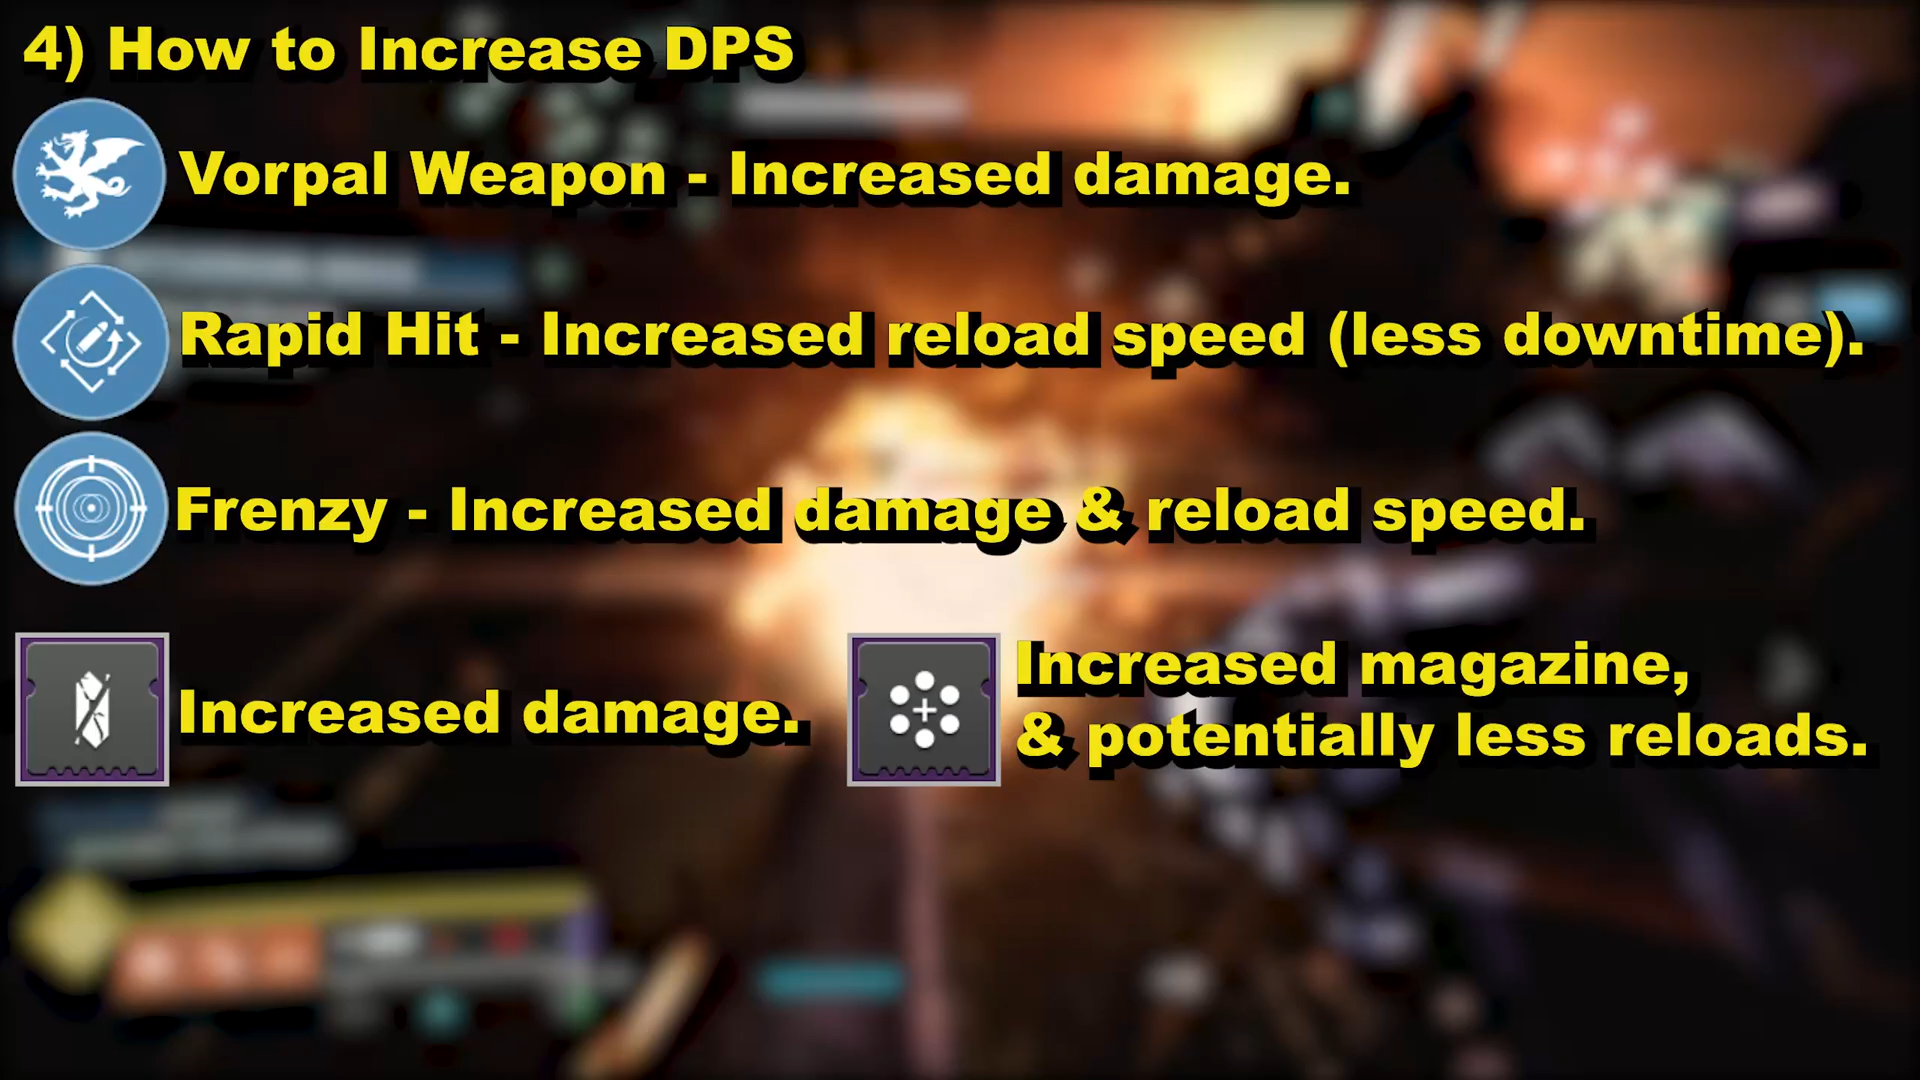 4) How to Increase DPS
Vorpal Weapon - Increased damage.
Rapid Hit - Increased reload speed (less downtime).
Frenzy - Increased damage & reload speed.
Increased damage.
Increased magazine,
& potentially less reloads.